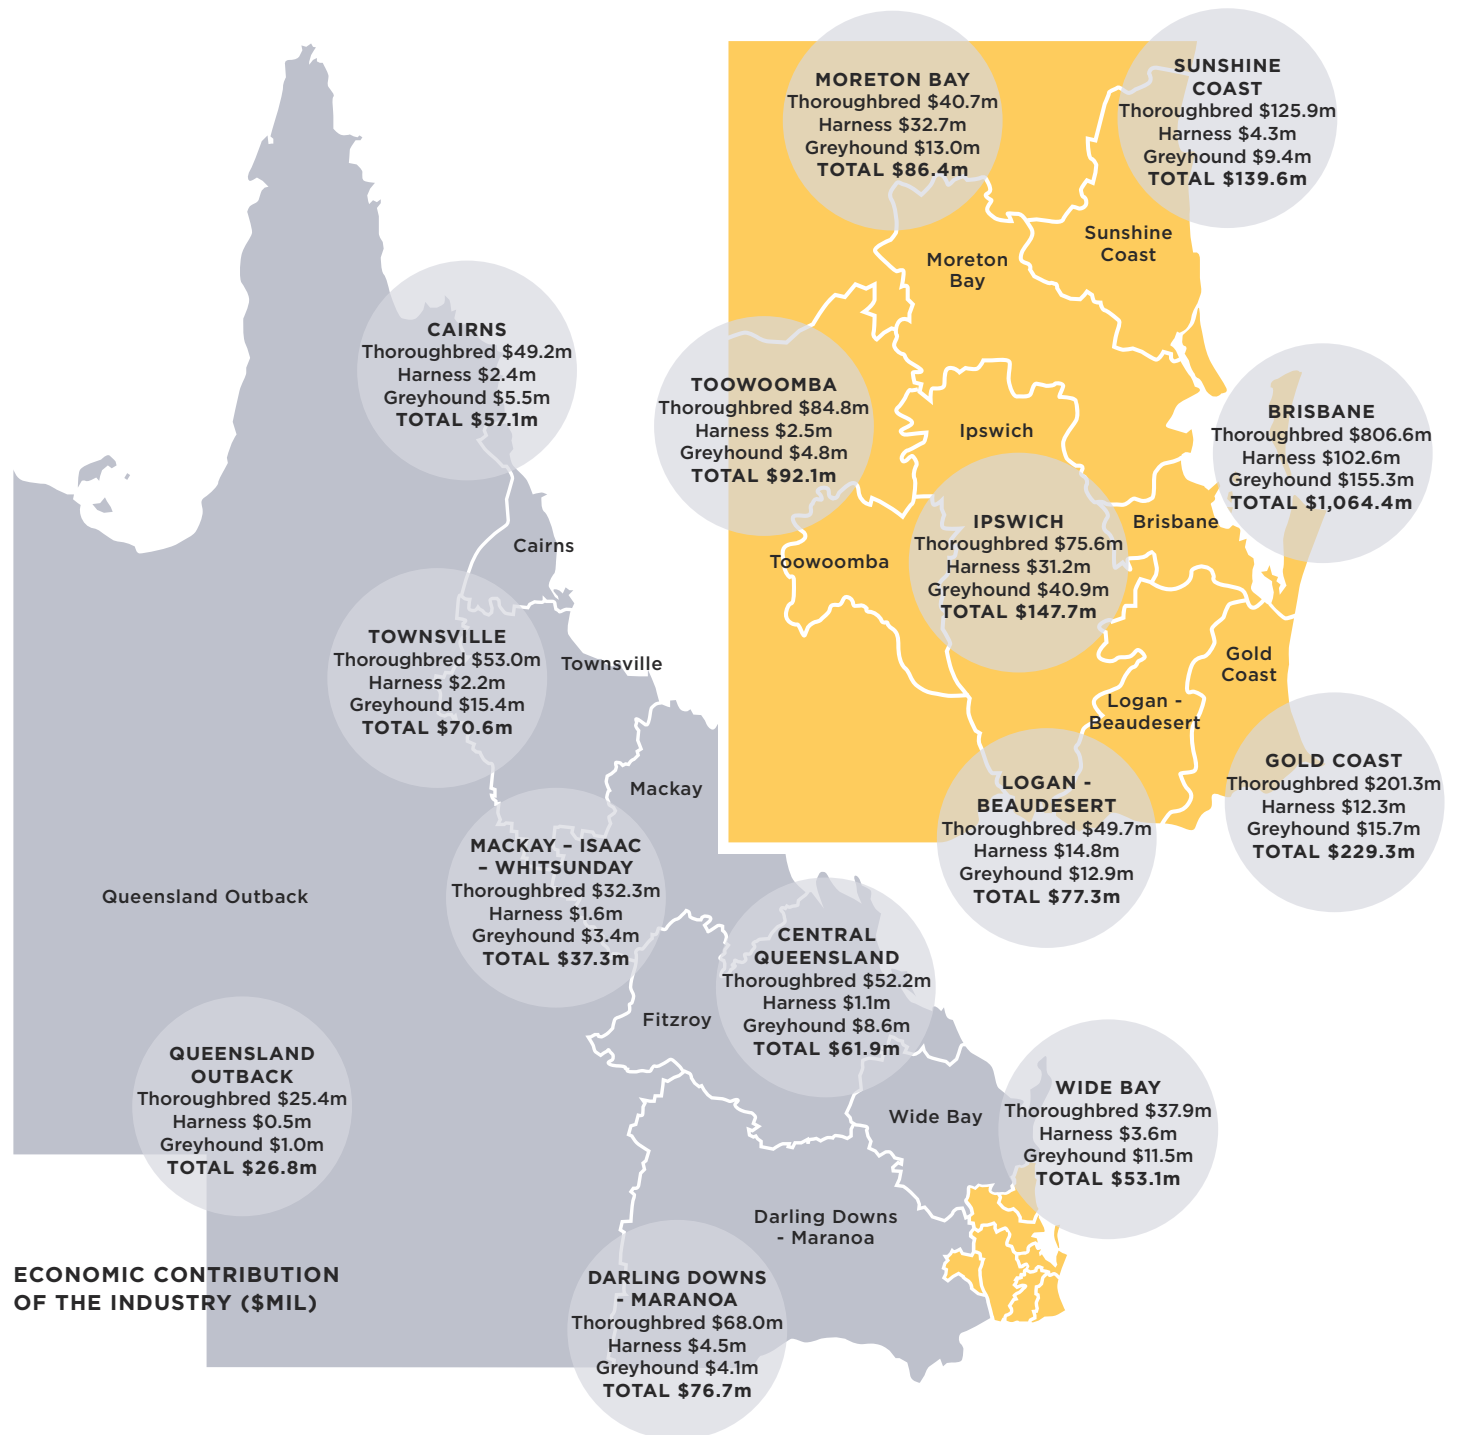 MORETON BAY
Thoroughbred $40.7m
Harness $32.7m
Greyhound $13.0m
TOTAL $86.4m
SUNSHINE
COAST
Thoroughbred $125.9m
Harness $4.3m
Greyhound $9.4m
TOTAL $139.6m
Sunshine
Coast
Moreton
Bay
CAIRNS
Thoroughbred $49.2m
Harness $2.4m
Greyhound $5.5m
TOTAL $57.1m
TOOWOOMBA
Thoroughbred $84.8m
Harness $2.5m
Greyhound $4.8m
TOTAL $92.1m
Ipswich
BRISBANE
Thoroughbred $806.6m
Harness $102.6m
Greyhound $155.3m
TOTAL $1,064.4m
Cairns
Toowoomba
IPSWICH
Thoroughbred $75.6m
Harness $31.2m
Greyhound $40.9m
TOTAL $147.7m
Brisbane
TOWNSVILLE
Thoroughbred $53.0m
Harness $2.2m
Greyhound $15.4m
TOTAL $70.6m
Townsville
Gold
Coast
Logan -
Beaudesert
Mackay
LOGAN -
BEAUDESERT
Thoroughbred $49.7m
Harness $14.8m
Greyhound $12.9m
TOTAL $77.3m
GOLD COAST
Thoroughbred $201.3m
Harness $12.3m
Greyhound $15.7m
TOTAL $229.3m
MACKAY – ISAAC
– WHITSUNDAY
Thoroughbred $32.3m
Harness $1.6m
Greyhound $3.4m
TOTAL $37.3m
Queensland Outback
CENTRAL
QUEENSLAND
Thoroughbred $52.2m
Harness $1.1m
Greyhound $8.6m
TOTAL $61.9m
Fitzroy
QUEENSLAND
OUTBACK
Thoroughbred $25.4m
Harness $0.5m
Greyhound $1.0m
TOTAL $26.8m
Wide Bay
WIDE BAY
Thoroughbred $37.9m
Harness $3.6m
Greyhound $11.5m
TOTAL $53.1m
Darling Downs
- Maranoa
ECONOMIC CONTRIBUTION
OF THE INDUSTRY ($MIL)
DARLING DOWNS
- MARANOA
Thoroughbred $68.0m
Harness $4.5m
Greyhound $4.1m
TOTAL $76.7m